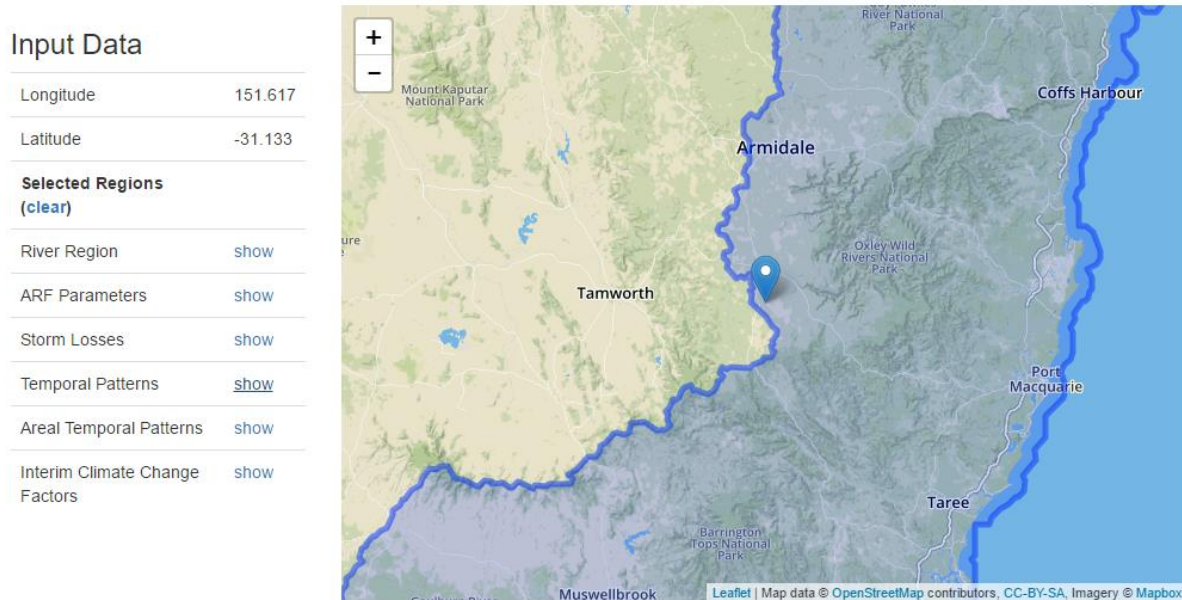 Input Data
Longitude 151.617
Latitude -31.133
Selected Regions
(clear)
River Region show
ARF Parameters show
Storm Losses show
Temporal Patterns show
Areal Temporal Patterns show
Interim Climate Change show
Factors
+
−
River National
Park
Mount Kaputar
National Park
Coffs Harbour
Armidale
Oxley Wild
Rivers National
Park
Tamworth
Port
Macquarie
Taree
Barrington
Tops National
Park
Muswellbrook
Leaflet | Map data © OpenStreetMap contributors, CC-BY-SA, Imagery © Mapbox